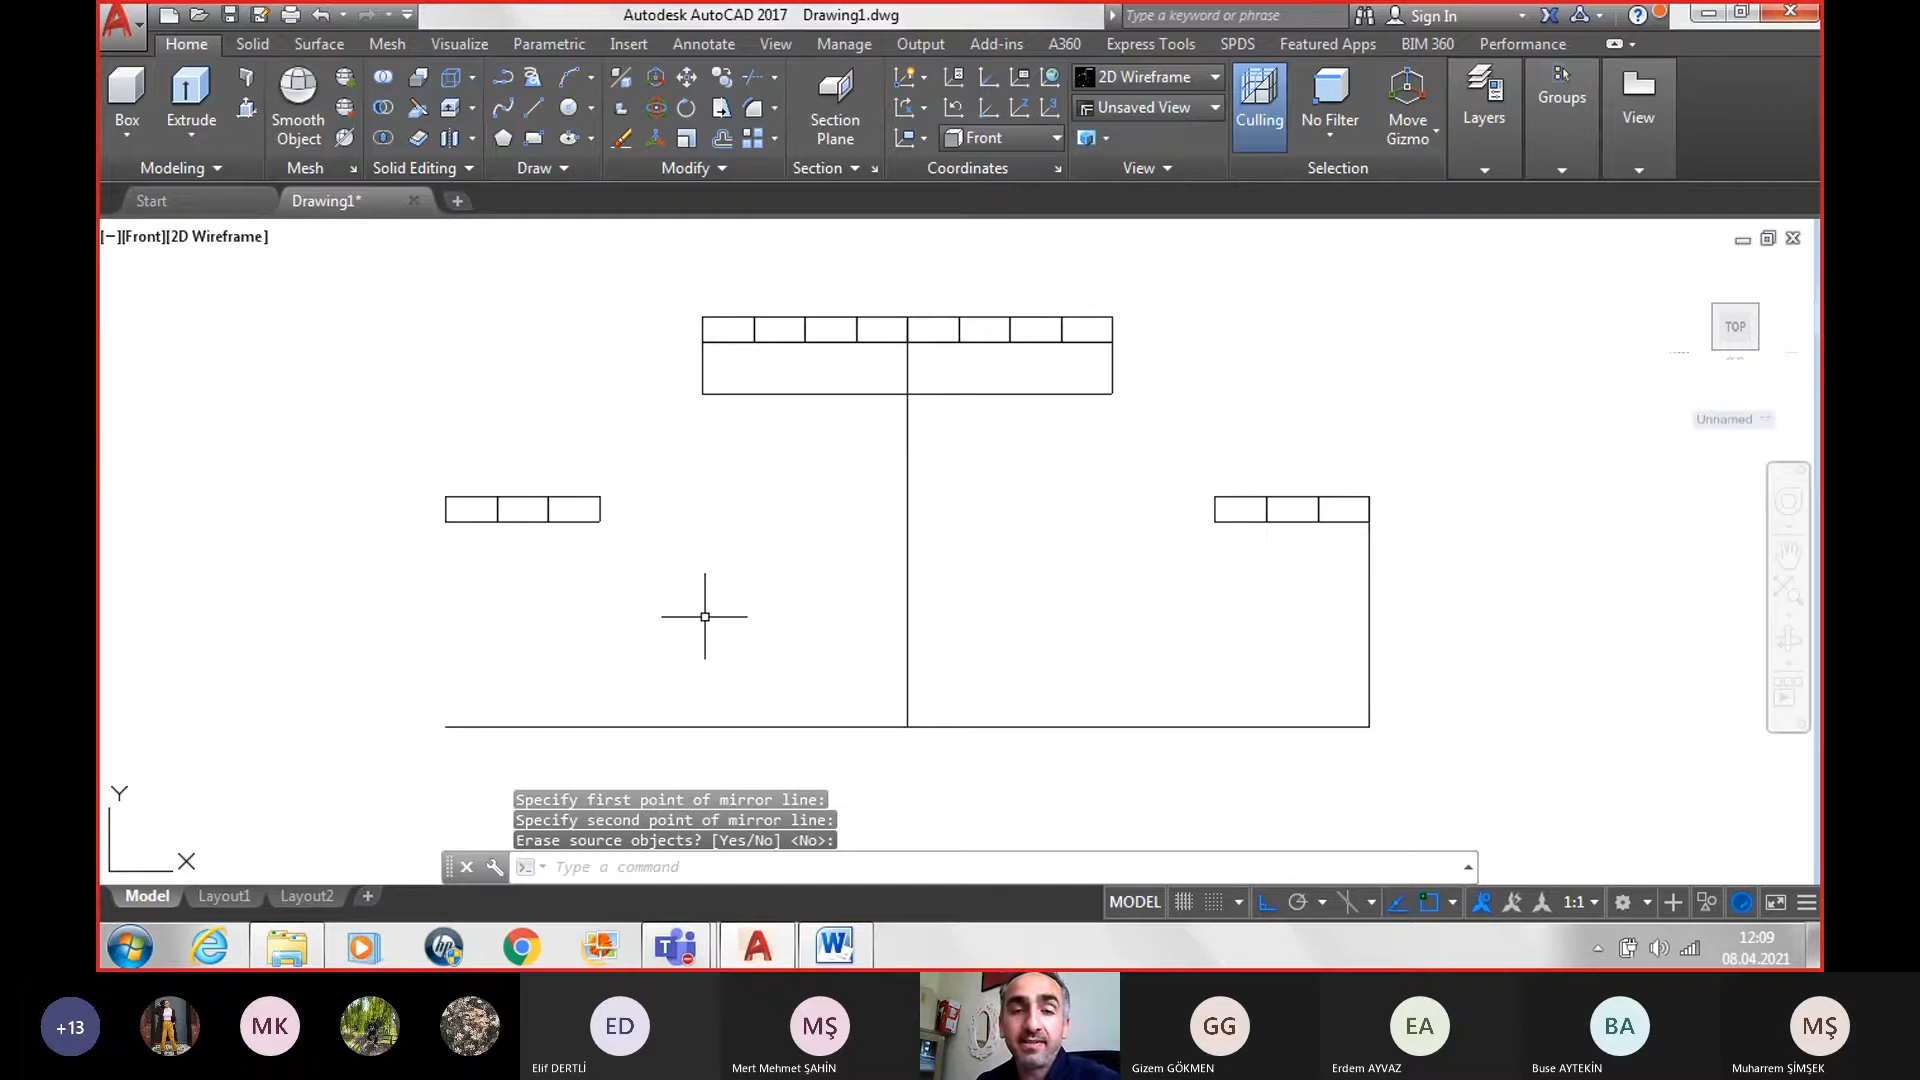 Autodesk AutoCAD 2017 Drawing1.dwg
Type a keyword or phrase
Sign In
Home Solid Surface Mesh Visualize Parametric Insert Annotate View Manage Output Add-ins A360 Express Tools SPDS Featured Apps BIM 360 Performance
Box
Extrude
Smooth
Object
Section
Plane
Front
2D Wireframe
Unsaved View
Culling
No Filter
Move
Gizmo
Layers
Groups
View
Modeling
Mesh
Solid Editing
Draw
Modify
Section
Coordinates
View
Selection
Start
Drawing1*
[−][Front][2D Wireframe]
TOP
Unnamed
Y
X
Specify first point of mirror line:
Specify second point of mirror line:
Erase source objects? [Yes/No] <No>:
Type a command
Model Layout1 Layout2
MODEL
1:1
12:09
08.04.2021
+13
MK
ED
MŞ
GG
EA
BA
MŞ
Elif DERTLİ
Mert Mehmet ŞAHİN
Gizem GÖKMEN
Erdem AYVAZ
Buse AYTEKİN
Muharrem ŞİMŞEK